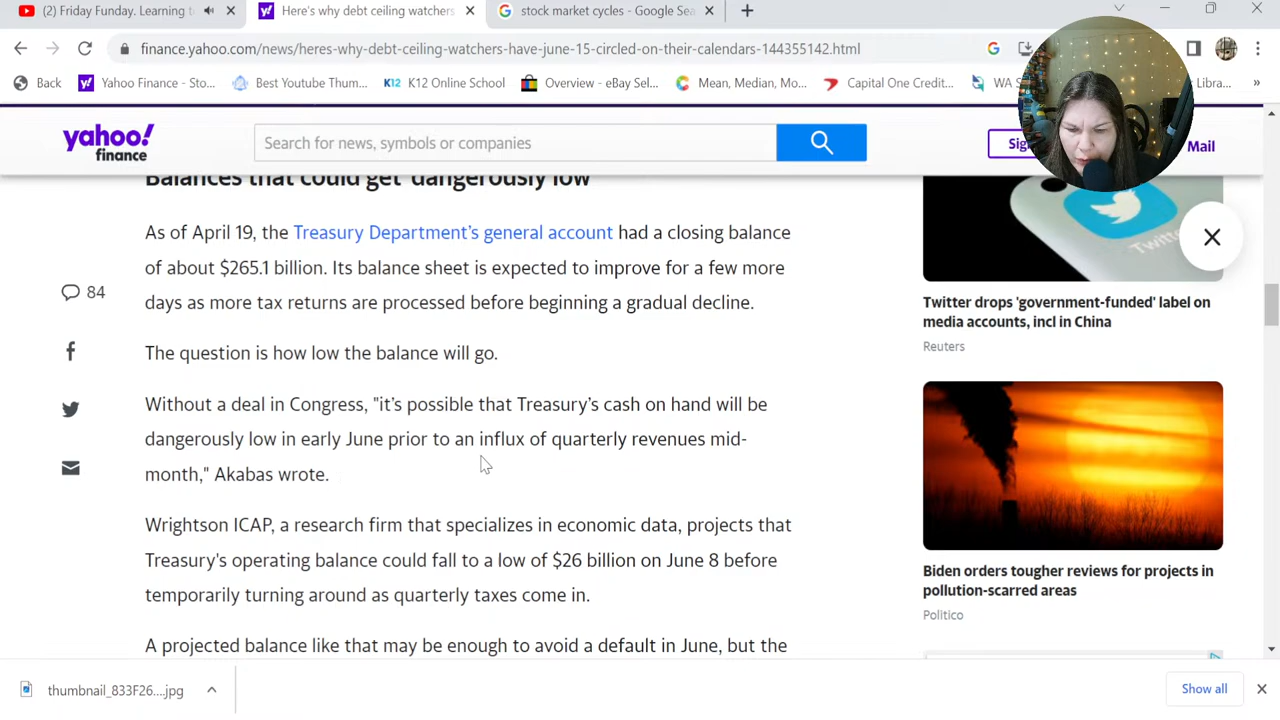 (2) Friday Funday. Learning t
Here's why debt ceiling watchers
stock market cycles - Google Sea
finance.yahoo.com/news/heres-why-debt-ceiling-watchers-have-june-15-circled-on-their-calendars-144355142.html
Back
Yahoo Finance - Sto...
Best Youtube Thum...
K12 K12 Online School
Overview - eBay Sel...
Mean, Median, Mo...
Capital One Credit...
WA S
Libra...
»
yahoo!
finance
Search for news, symbols or companies
Sig
Mail
Balances that could get 'dangerously low'
As of April 19, the Treasury Department's general account had a closing balance
of about $265.1 billion. Its balance sheet is expected to improve for a few more
days as more tax returns are processed before beginning a gradual decline.
84
The question is how low the balance will go.
Without a deal in Congress, "it's possible that Treasury's cash on hand will be
dangerously low in early June prior to an influx of quarterly revenues mid-
month," Akabas wrote.
Wrightson ICAP, a research firm that specializes in economic data, projects that
Treasury's operating balance could fall to a low of $26 billion on June 8 before
temporarily turning around as quarterly taxes come in.
A projected balance like that may be enough to avoid a default in June, but the
Twitter drops 'government-funded' label on
media accounts, incl in China
Reuters
Biden orders tougher reviews for projects in
pollution-scarred areas
Politico
thumbnail_833F26....jpg
Show all